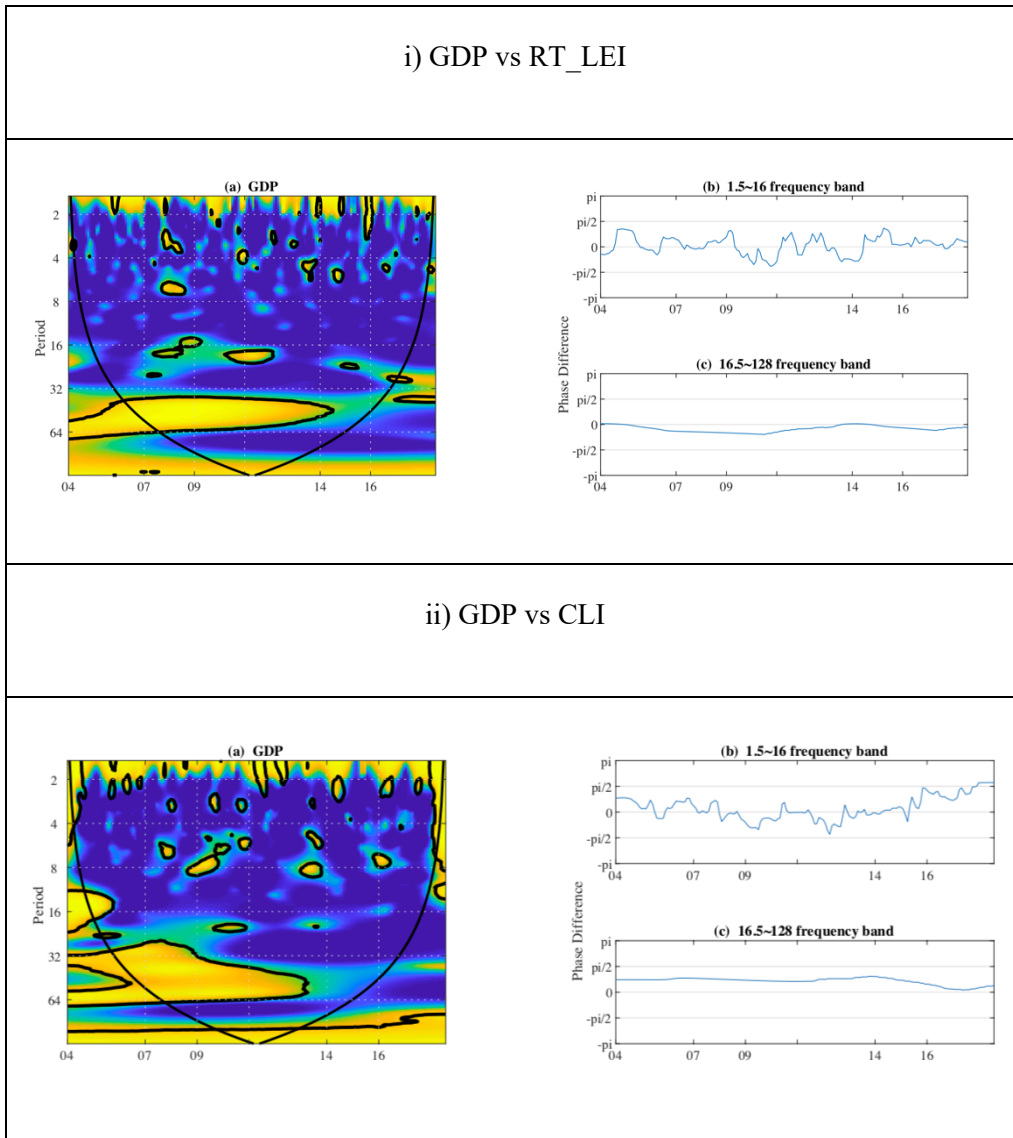 i) GDP vs RT_LEI
(a) GDP
Period
2
4
8
16
32
64
04 07 09 14 16
(b) 1.5~16 frequency band
pi
pi/2
0
-pi/2
-pi
04 07 09 14 16
Phase Difference
(c) 16.5~128 frequency band
pi
pi/2
0
-pi/2
-pi
04 07 09 14 16
ii) GDP vs CLI
(a) GDP
Period
2
4
8
16
32
64
04 07 09 14 16
(b) 1.5~16 frequency band
pi
pi/2
0
-pi/2
-pi
04 07 09 14 16
Phase Difference
(c) 16.5~128 frequency band
pi
pi/2
0
-pi/2
-pi
04 07 09 14 16